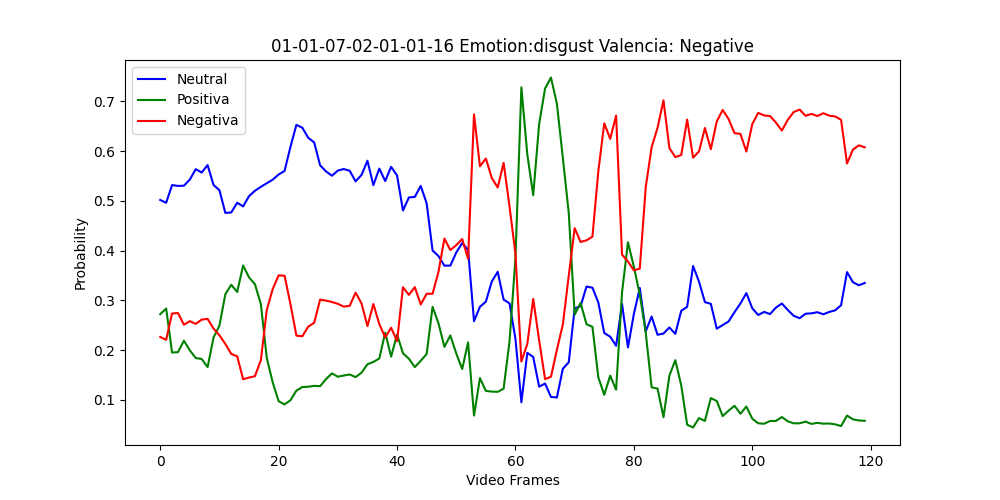 01-01-07-02-01-01-16 Emotion:disgust Valencia: Negative
Neutral
Positiva
Negativa
Probability
0.7
0.6
0.5
0.4
0.3
0.2
0.1
0 20 40 60 80 100 120
Video Frames